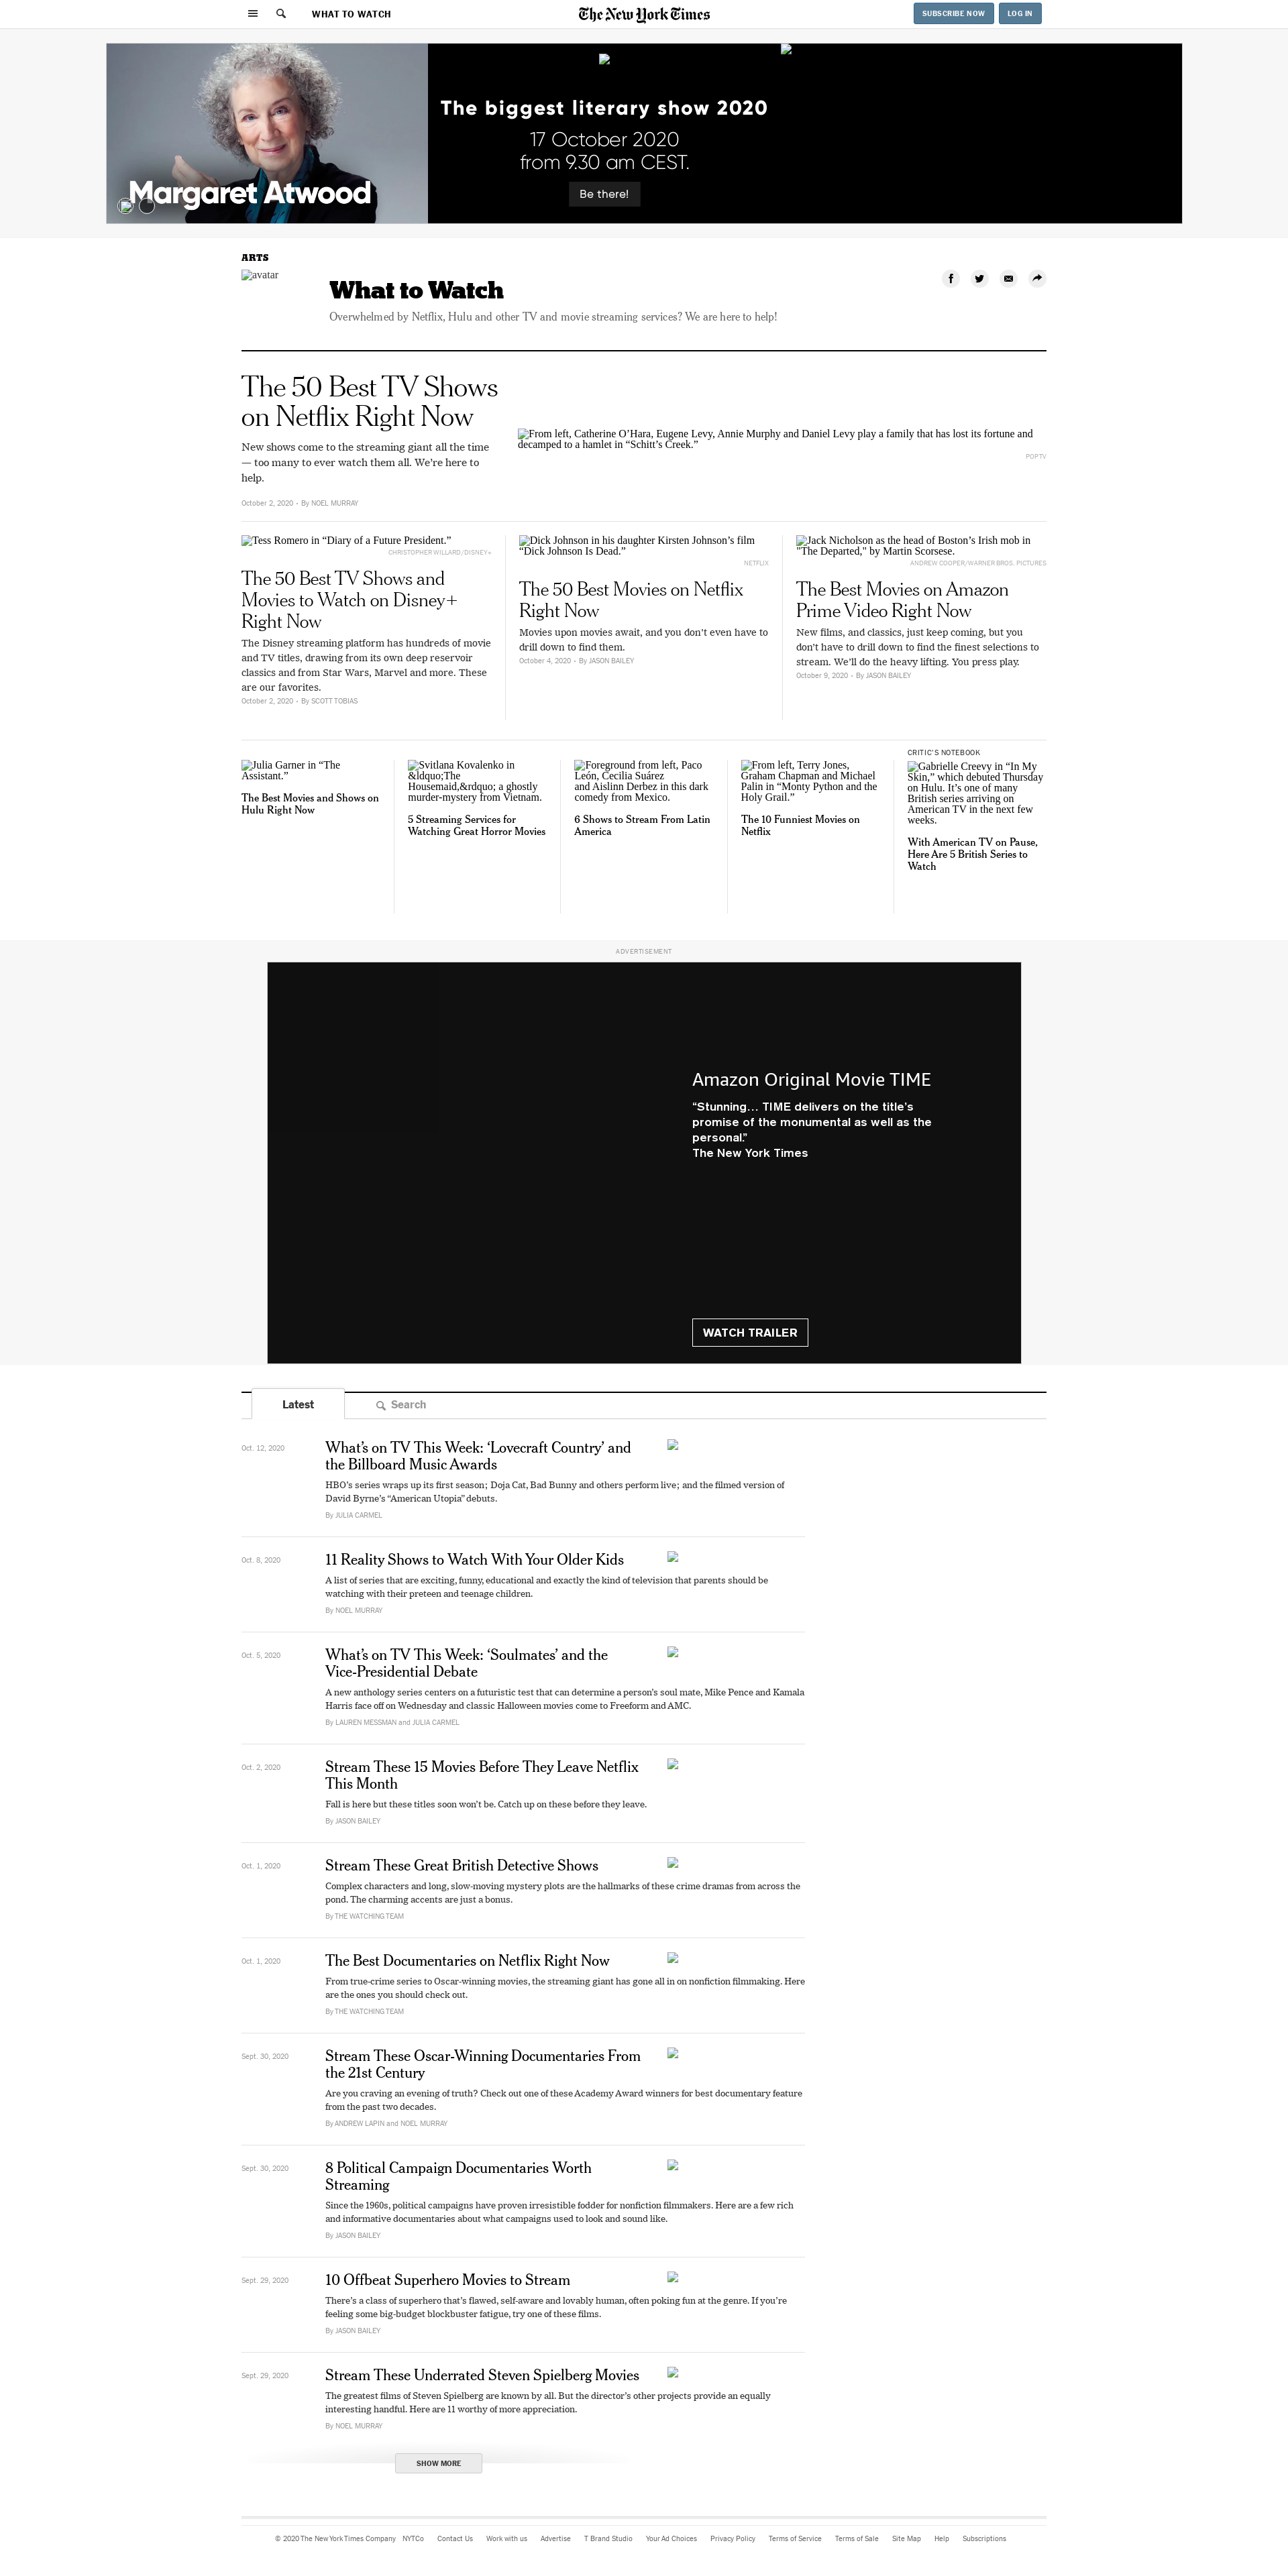 WHAT TO WATCH
The New York Times
SUBSCRIBE NOW
LOG IN
Margaret Atwood
The biggest literary show 2020
17 October 2020
from 9.30 am CEST.
Be there!
ARTS
avatar
What to Watch
Overwhelmed by Netflix, Hulu and other TV and movie streaming services? We are here to help!
The 50 Best TV Shows
on Netflix Right Now
New shows come to the streaming giant all the time
— too many to ever watch them all. We’re here to
help.
October 2, 2020 - By NOEL MURRAY
From left, Catherine O’Hara, Eugene Levy, Annie Murphy and Daniel Levy play a family that has lost its fortune and
decamped to a hamlet in “Schitt’s Creek.”
POP TV
Tess Romero in “Diary of a Future President.”
CHRISTOPHER WILLARD/DISNEY+
The 50 Best TV Shows and
Movies to Watch on Disney+
Right Now
The Disney streaming platform has hundreds of movie
and TV titles, drawing from its own deep reservoir
classics and from Star Wars, Marvel and more. These
are our favorites.
October 2, 2020 - By SCOTT TOBIAS
Dick Johnson in his daughter Kirsten Johnson’s film
“Dick Johnson Is Dead.”
NETFLIX
The 50 Best Movies on Netflix
Right Now
Movies upon movies await, and you don’t even have to
drill down to find them.
October 4, 2020 - By JASON BAILEY
Jack Nicholson as the head of Boston’s Irish mob in
"The Departed," by Martin Scorsese.
ANDREW COOPER/WARNER BROS. PICTURES
The Best Movies on Amazon
Prime Video Right Now
New films, and classics, just keep coming, but you
don’t have to drill down to find the finest selections to
stream. We’ll do the heavy lifting. You press play.
October 9, 2020 - By JASON BAILEY
Julia Garner in “The
Assistant.”
The Best Movies and Shows on
Hulu Right Now
Svitlana Kovalenko in
&ldquo;The
Housemaid,&rdquo; a ghostly
murder-mystery from Vietnam.
5 Streaming Services for
Watching Great Horror Movies
Foreground from left, Paco
León, Cecilia Suárez
and Aislinn Derbez in this dark
comedy from Mexico.
6 Shows to Stream From Latin
America
From left, Terry Jones,
Graham Chapman and Michael
Palin in “Monty Python and the
Holy Grail.”
The 10 Funniest Movies on
Netflix
CRITIC’S NOTEBOOK
Gabrielle Creevy in “In My
Skin,” which debuted Thursday
on Hulu. It’s one of many
British series arriving on
American TV in the next few
weeks.
With American TV on Pause,
Here Are 5 British Series to
Watch
ADVERTISEMENT
Amazon Original Movie TIME
“Stunning… TIME delivers on the title’s
promise of the monumental as well as the
personal.”
The New York Times
WATCH TRAILER
Latest
Search
Oct. 12, 2020
What’s on TV This Week: ‘Lovecraft Country’ and
the Billboard Music Awards
HBO’s series wraps up its first season; Doja Cat, Bad Bunny and others perform live; and the filmed version of
David Byrne’s “American Utopia” debuts.
By JULIA CARMEL
Oct. 8, 2020
11 Reality Shows to Watch With Your Older Kids
A list of series that are exciting, funny, educational and exactly the kind of television that parents should be
watching with their preteen and teenage children.
By NOEL MURRAY
Oct. 5, 2020
What’s on TV This Week: ‘Soulmates’ and the
Vice-Presidential Debate
A new anthology series centers on a futuristic test that can determine a person’s soul mate, Mike Pence and Kamala
Harris face off on Wednesday and classic Halloween movies come to Freeform and AMC.
By LAUREN MESSMAN and JULIA CARMEL
Oct. 2, 2020
Stream These 15 Movies Before They Leave Netflix
This Month
Fall is here but these titles soon won’t be. Catch up on these before they leave.
By JASON BAILEY
Oct. 1, 2020
Stream These Great British Detective Shows
Complex characters and long, slow-moving mystery plots are the hallmarks of these crime dramas from across the
pond. The charming accents are just a bonus.
By THE WATCHING TEAM
Oct. 1, 2020
The Best Documentaries on Netflix Right Now
From true-crime series to Oscar-winning movies, the streaming giant has gone all in on nonfiction filmmaking. Here
are the ones you should check out.
By THE WATCHING TEAM
Sept. 30, 2020
Stream These Oscar-Winning Documentaries From
the 21st Century
Are you craving an evening of truth? Check out one of these Academy Award winners for best documentary feature
from the past two decades.
By ANDREW LAPIN and NOEL MURRAY
Sept. 30, 2020
8 Political Campaign Documentaries Worth
Streaming
Since the 1960s, political campaigns have proven irresistible fodder for nonfiction filmmakers. Here are a few rich
and informative documentaries about what campaigns used to look and sound like.
By JASON BAILEY
Sept. 29, 2020
10 Offbeat Superhero Movies to Stream
There’s a class of superhero that’s flawed, self-aware and lovably human, often poking fun at the genre. If you’re
feeling some big-budget blockbuster fatigue, try one of these films.
By JASON BAILEY
Sept. 29, 2020
Stream These Underrated Steven Spielberg Movies
The greatest films of Steven Spielberg are known by all. But the director’s other projects provide an equally
interesting handful. Here are 11 worthy of more appreciation.
By NOEL MURRAY
SHOW MORE
© 2020 The New York Times Company NYTCo Contact Us Work with us Advertise T Brand Studio Your Ad Choices Privacy Policy Terms of Service Terms of Sale Site Map Help Subscriptions